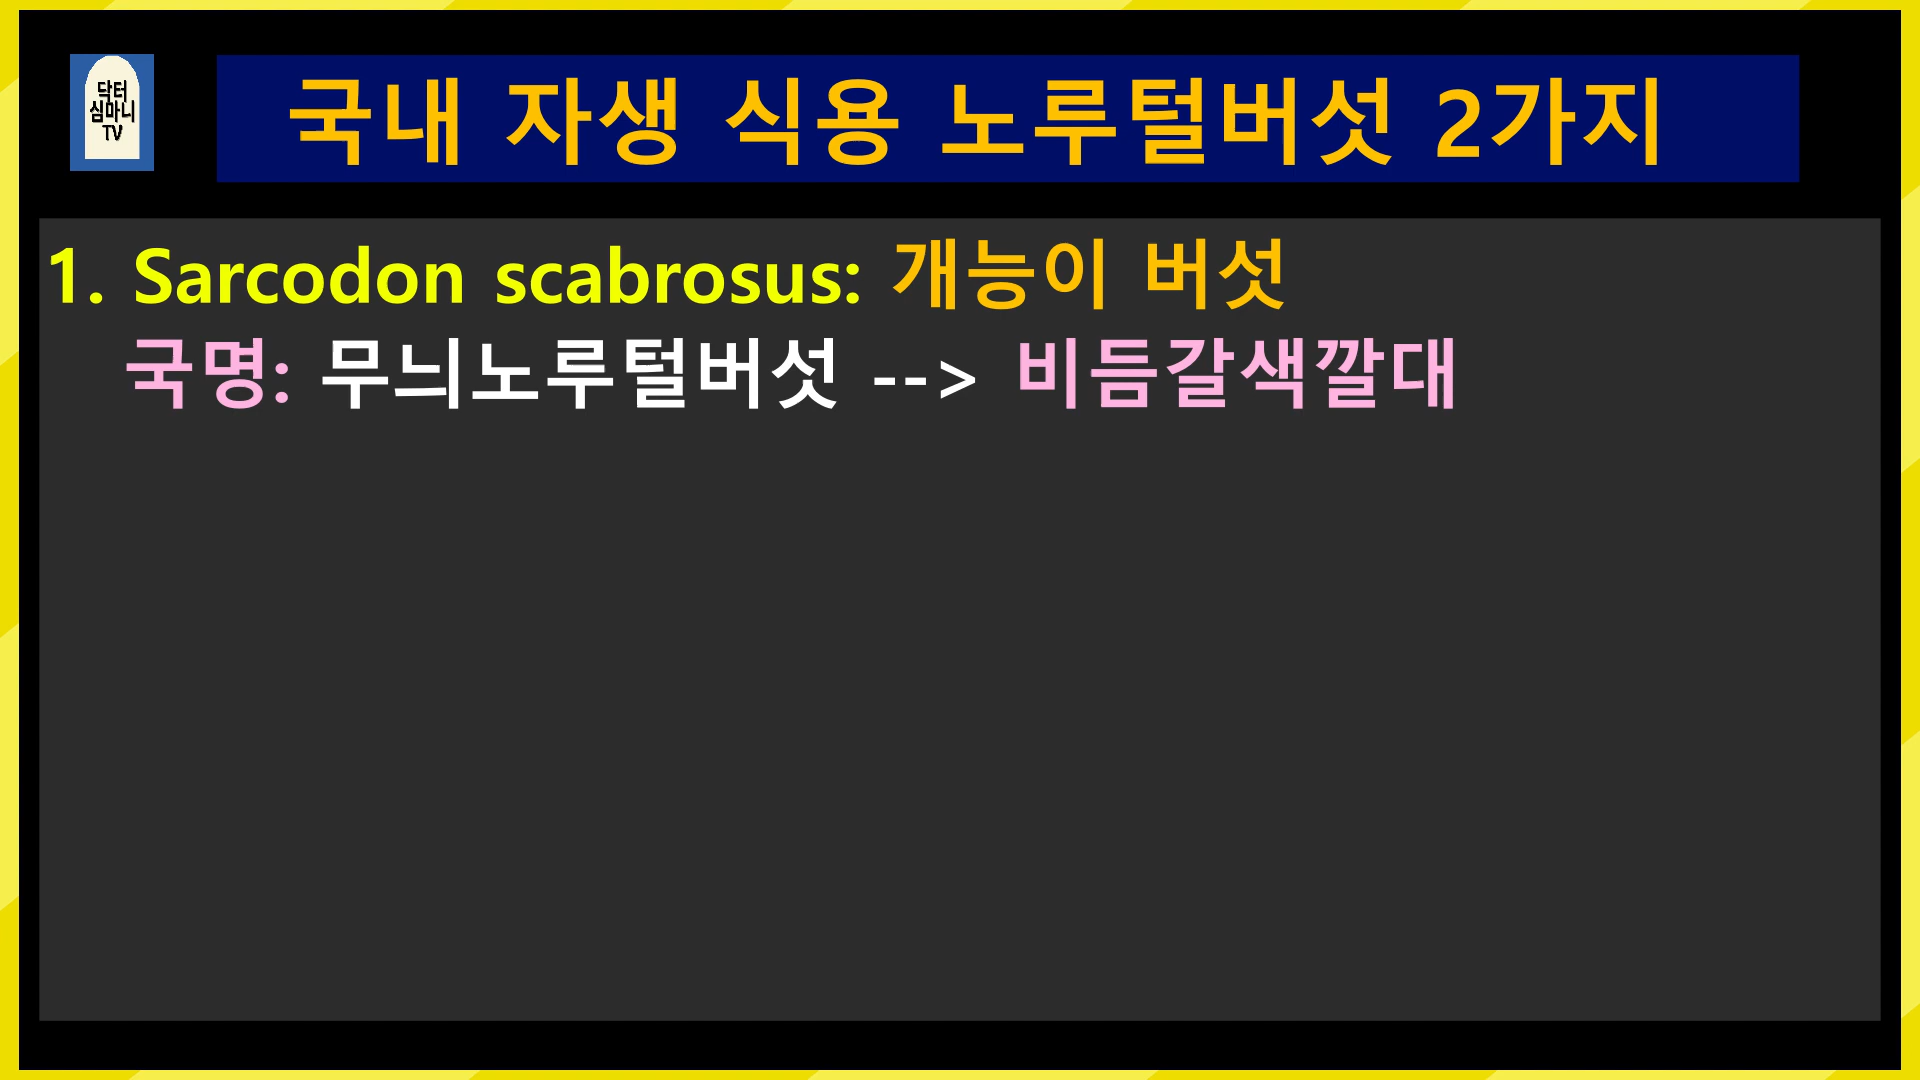 닥터
심마니
TV
국내 자생 식용 노루털버섯 2가지
1. Sarcodon scabrosus: 개능이 버섯
국명: 무늬노루털버섯 --> 비듬갈색깔대